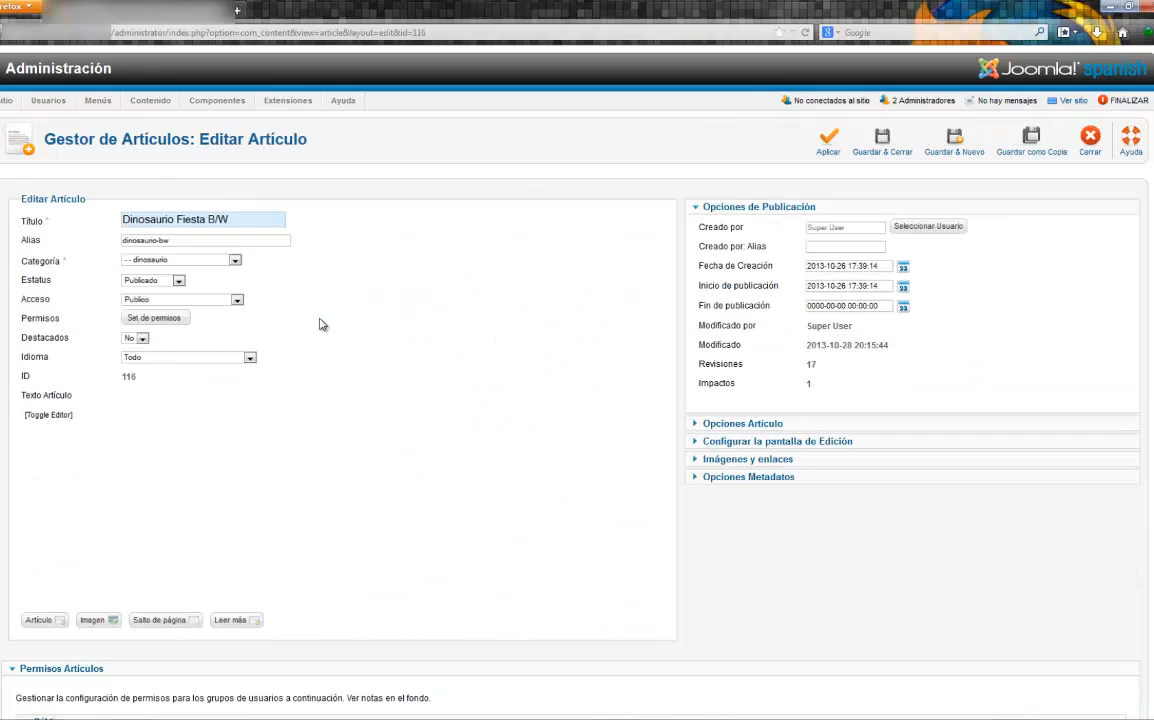 refox
/administrator/index.php?option=com_content&view=article&layout=edit&id=116
Google
Administración
Joomla! spanish
itio Usuarios Menús Contenido Componentes Extensiones Ayuda
No conectados al sitio 2 Administradores No hay mensajes Ver sitio FINALIZAR
Gestor de Artículos: Editar Artículo
Aplicar Guardar & Cerrar Guardar & Nuevo Guardar como Copia Cerrar Ayuda
Editar Artículo
Título * Dinosaurio Fiesta B/W
Alias dinosaurio-bw
Categoría * - - dinosaurio
Estatus Publicado
Acceso Publico
Permisos Set de permisos
Destacados No
Idioma Todo
ID 116
Texto Artículo
[Toggle Editor]
Artículo Imagen Salto de página Leer más
Opciones de Publicación
Creado por Super User Seleccionar Usuario
Creado por: Alias
Fecha de Creación 2013-10-26 17:39:14 23
Inicio de publicación 2013-10-26 17:39:14 23
Fin de publicación 0000-00-00 00:00:00 23
Modificado por Super User
Modificado 2013-10-28 20:15:44
Revisiones 17
Impactos 1
Opciones Artículo
Configurar la pantalla de Edición
Imágenes y enlaces
Opciones Metadatos
Permisos Artículos
Gestionar la configuración de permisos para los grupos de usuarios a continuación. Ver notas en el fondo.